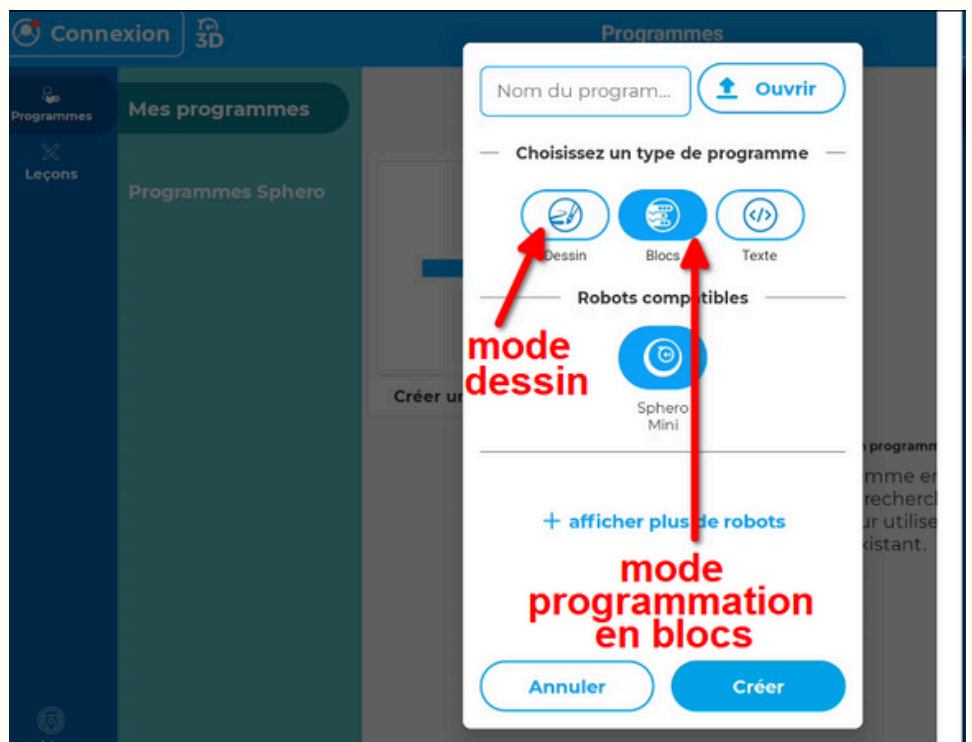 Connexion
3D
Programmes
Programmes
Mes programmes
Leçons
Programmes Sphero
Créer un
Nom du program...
Ouvrir
Choisissez un type de programme
Dessin
Blocs
Texte
Robots compatibles
mode
dessin
Sphero
Mini
+ afficher plus de robots
mode
programmation
en blocs
Annuler
Créer
programm
mme en
recherch
ur utilise
xistant.